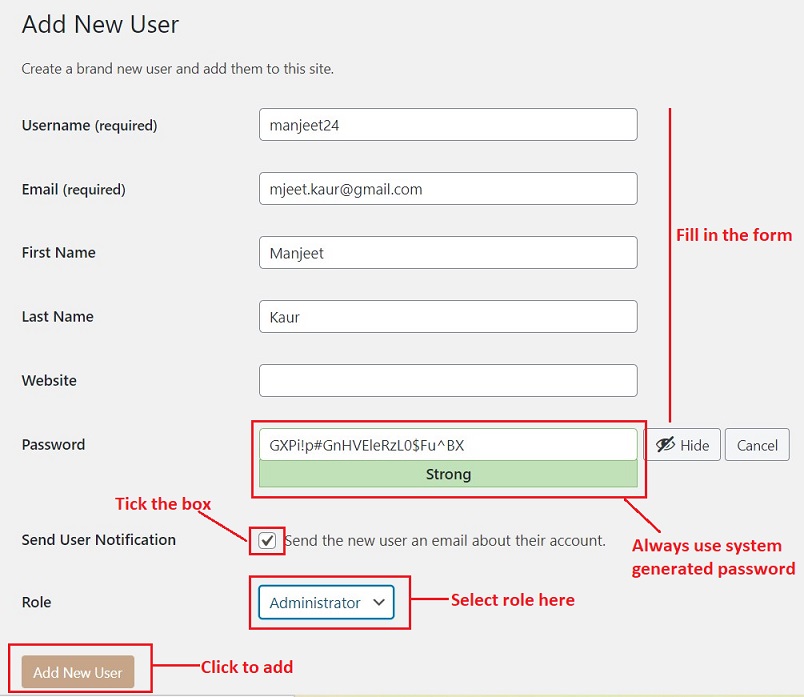 Add New User
Create a brand new user and add them to this site.
Username (required)
manjeet24
Email (required)
mjeet.kaur@gmail.com
Fill in the form
First Name
Manjeet
Last Name
Kaur
Website
Password
GXPi!p#GnHVEleRzL0$Fu^BX
Hide
Cancel
Strong
Tick the box
Send User Notification
Send the new user an email about their account.
Always use system
generated password
Role
Administrator
Select role here
Add New User
Click to add